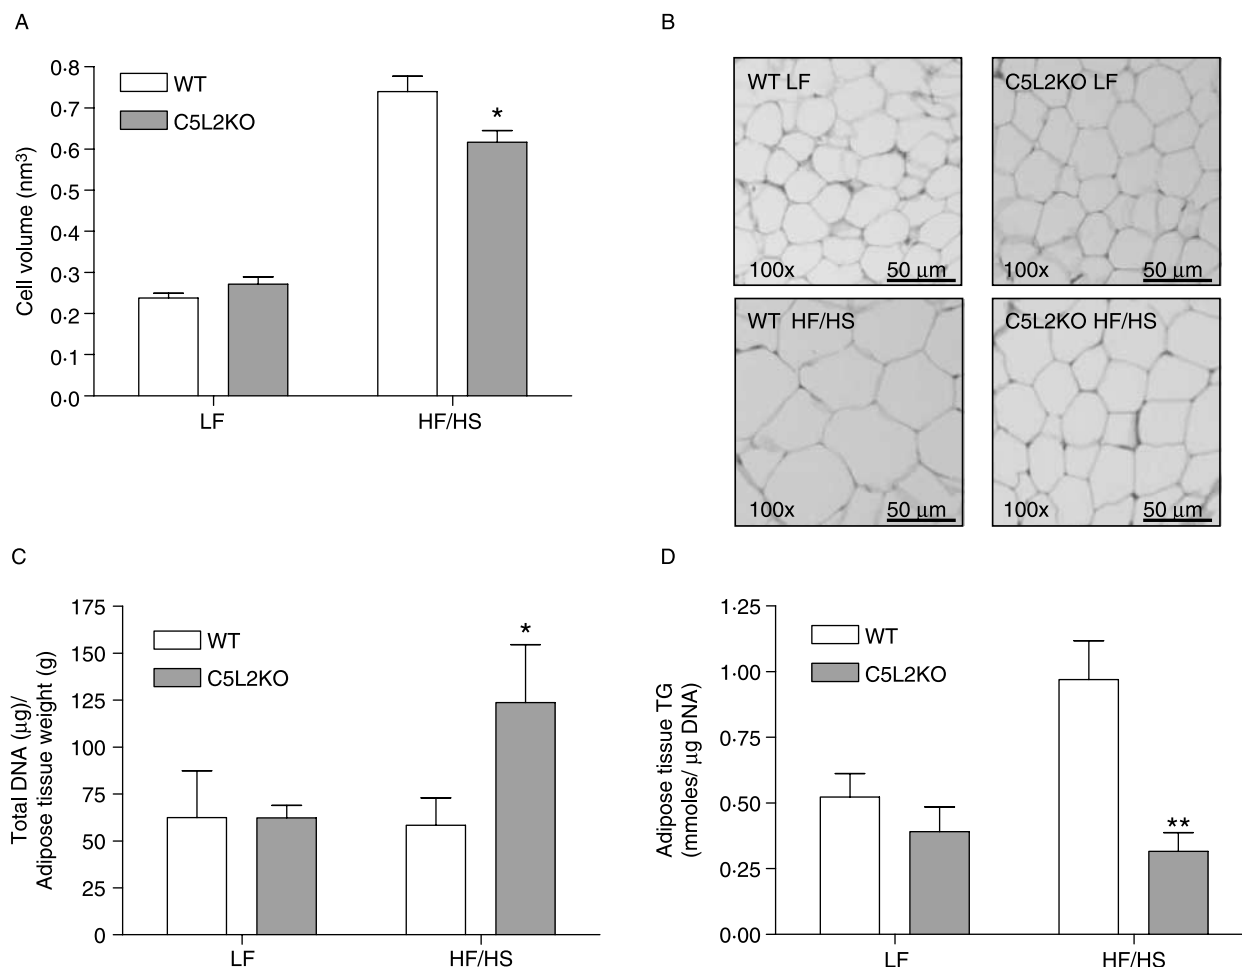 A
0·8
0·7
0·6
0·5
0·4
0·3
0·2
0·1
0·0
Cell volume (nm³)
WT
C5L2KO
*
LF
HF/HS
B
WT LF
100x
50 μm
C5L2KO LF
100x
50 μm
WT HF/HS
100x
50 μm
C5L2KO HF/HS
100x
50 μm
C
175
150
125
100
75
50
25
0
Total DNA (μg)/
Adipose tissue weight (g)
WT
C5L2KO
*
LF
HF/HS
D
1·25
1·00
0·75
0·50
0·25
0·00
Adipose tissue TG
(mmoles/ μg DNA)
WT
C5L2KO
**
LF
HF/HS